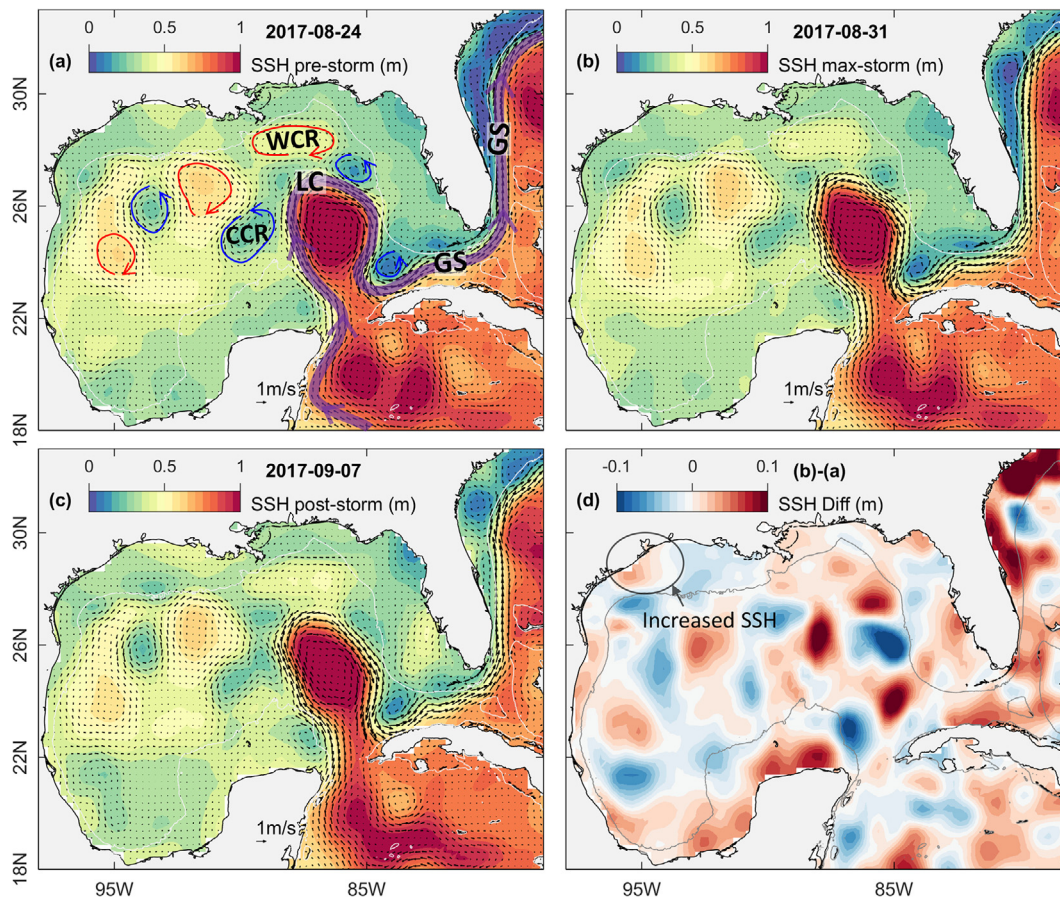 2017-08-24
0 0.5 1
(a) SSH pre-storm (m)
30N
26N
22N
18N
WCR
LC
CCR
GS
GS
1m/s
2017-08-31
0 0.5 1
(b) SSH max-storm (m)
1m/s
2017-09-07
0 0.5 1
(c) SSH post-storm (m)
30N
26N
22N
18N
1m/s
95W 85W
(b)-(a)
-0.1 0 0.1
(d) SSH Diff (m)
Increased SSH
95W 85W